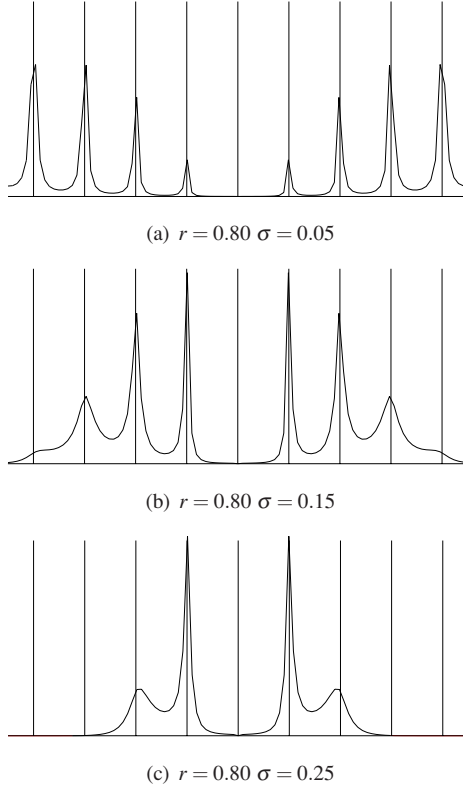 (a) r = 0.80 σ = 0.05
(b) r = 0.80 σ = 0.15
(c) r = 0.80 σ = 0.25